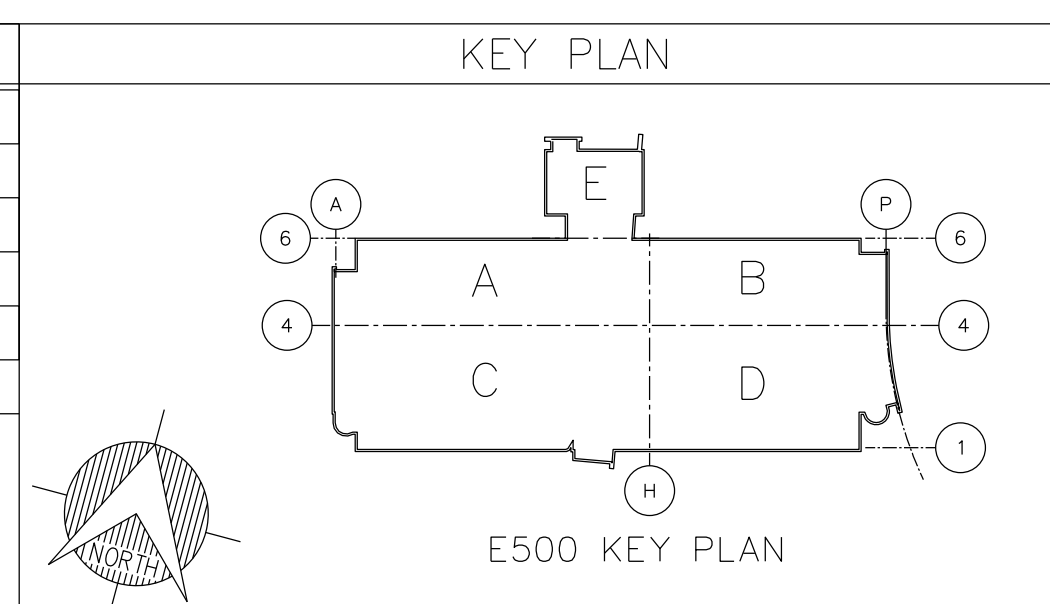 KEY PLAN
E
A P
6 6
A B
4 4
C D
1
H
E500 KEY PLAN
NORTH